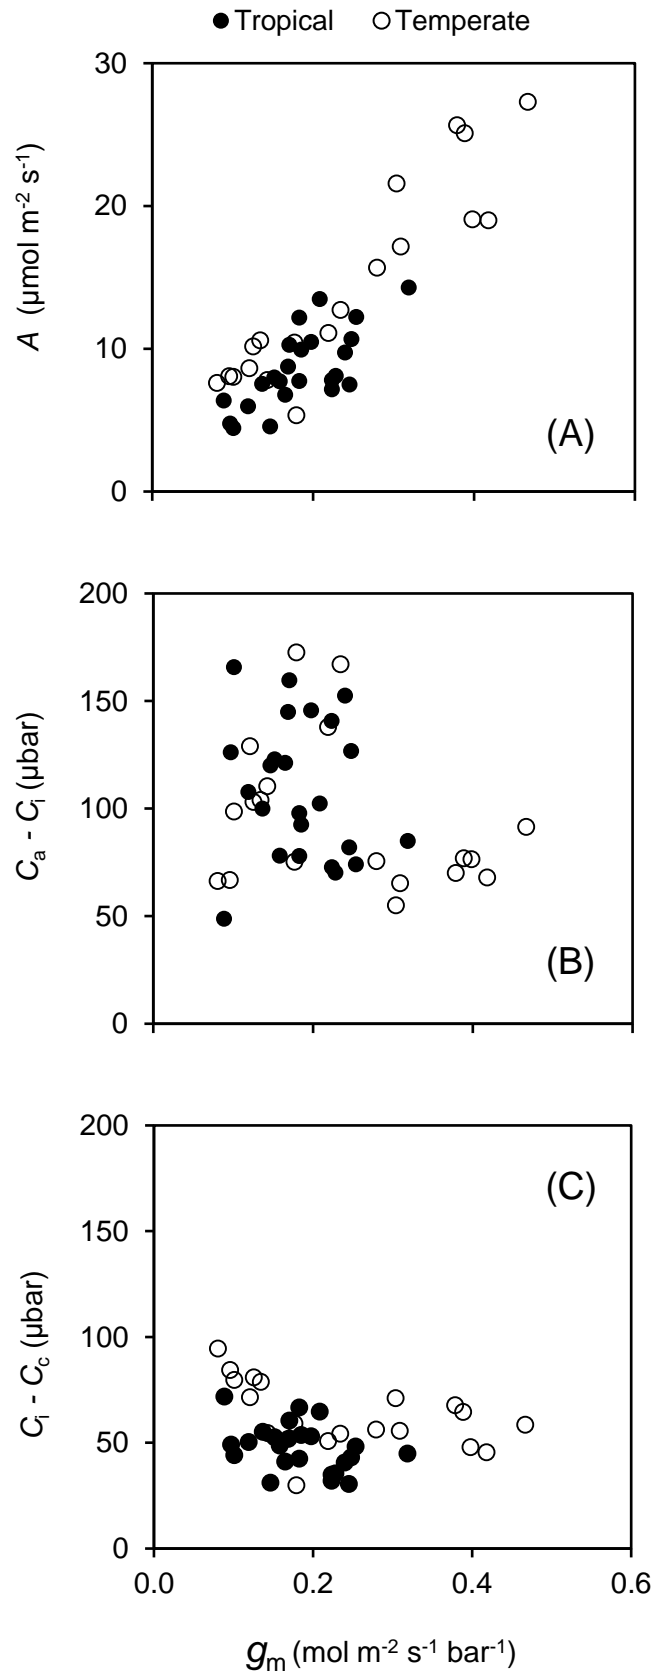 ● Tropical ○ Temperate
30
20
10
0
A (µmol m⁻² s⁻¹)
(A)
200
150
100
50
0
Cₐ - Cᵢ (µbar)
(B)
200
150
100
50
0
Cᵢ - C꜀ (µbar)
(C)
0.0 0.2 0.4 0.6
gₘ (mol m⁻² s⁻¹ bar⁻¹)